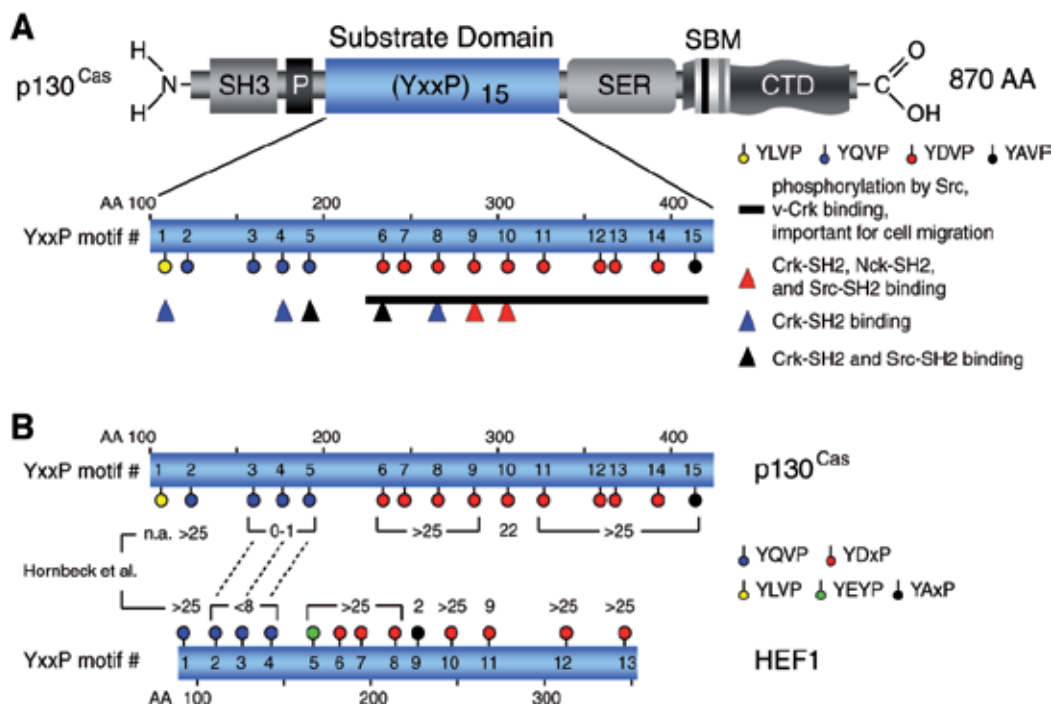 A
Substrate Domain
SBM
p130Cas
H
N
H
SH3
P
(YxxP) 15
SER
CTD
C
O
OH
870 AA
YLVP YQVP YDVP YAVP
phosphorylation by Src,
v-Crk binding,
important for cell migration
Crk-SH2, Nck-SH2,
and Src-SH2 binding
Crk-SH2 binding
Crk-SH2 and Src-SH2 binding
AA 100 200 300 400
YxxP motif # 1 2 3 4 5 6 7 8 9 10 11 12 13 14 15
B
AA 100 200 300 400
YxxP motif # 1 2 3 4 5 6 7 8 9 10 11 12 13 14 15
p130Cas
n.a. >25 0-1 >25 22 >25
Hornbeck et al.
YQVP YDxP
YLVP YEYP YAxP
>25 <8 >25 2 >25 9 >25 >25
YxxP motif # 1 2 3 4 5 6 7 8 9 10 11 12 13
HEF1
AA 100 200 300